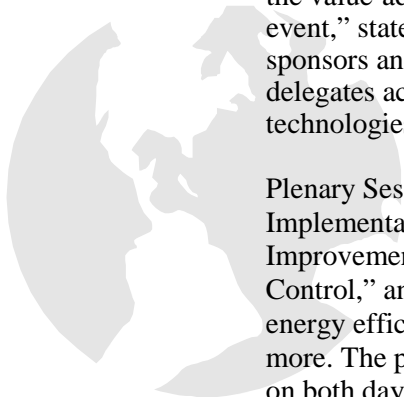 the value-ad
event,” state
sponsors an
delegates ac
technologie
Plenary Ses
Implementa
Improvemen
Control,” an
energy effic
more. The p
on both day